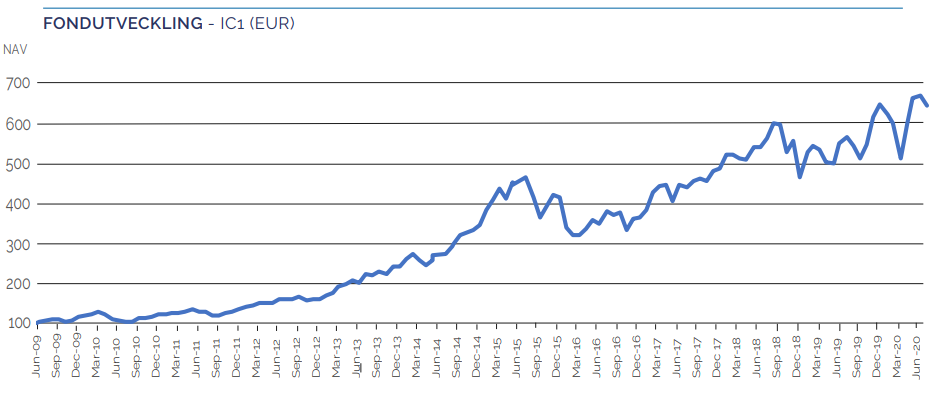 FONDUTVECKLING - IC1 (EUR)
NAV
700
600
500
400
300
200
100
Jun-09
Sep-09
Dec-09
Mar-10
Jun-10
Sep-10
Dec-10
Mar-11
Jun-11
Sep-11
Dec-11
Mar-12
Jun-12
Sep-12
Dec-12
Mar-13
Jun-13
Sep-13
Dec-13
Mar-14
Jun-14
Sep-14
Dec-14
Mar-15
Jun-15
Sep-15
Dec-15
Mar-16
Jun-16
Sep-16
Dec-16
Mar-17
Jun-17
Sep-17
Dec-17
Mar-18
Jun-18
Sep-18
Dec-18
Mar-19
Jun-19
Sep-19
Dec-19
Mar-20
Jun-20